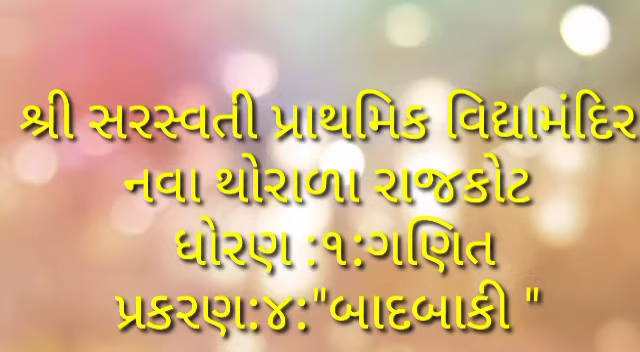 શ્રી સરસ્વતી પ્રાથમિક વિદ્યામંદિર
નવા થોરાળા રાજકોટ
ધોરણ :૧:ગણિત
પ્રકરણ:૪:"બાદબાકી "